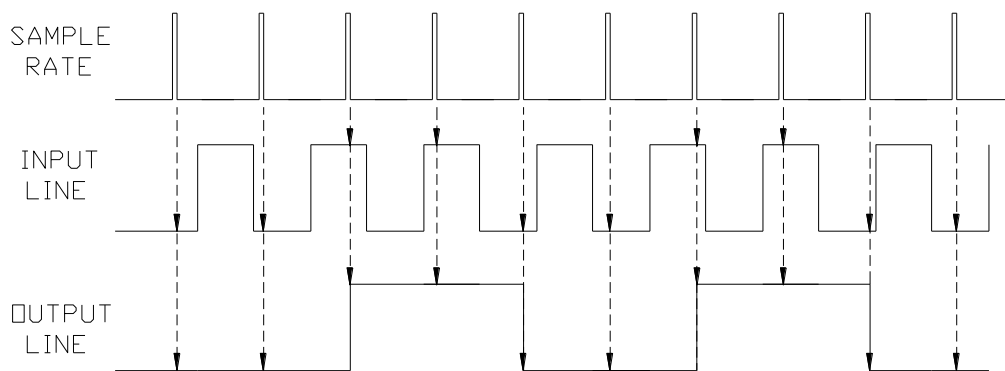 SAMPLE
RATE
INPUT
LINE
OUTPUT
LINE